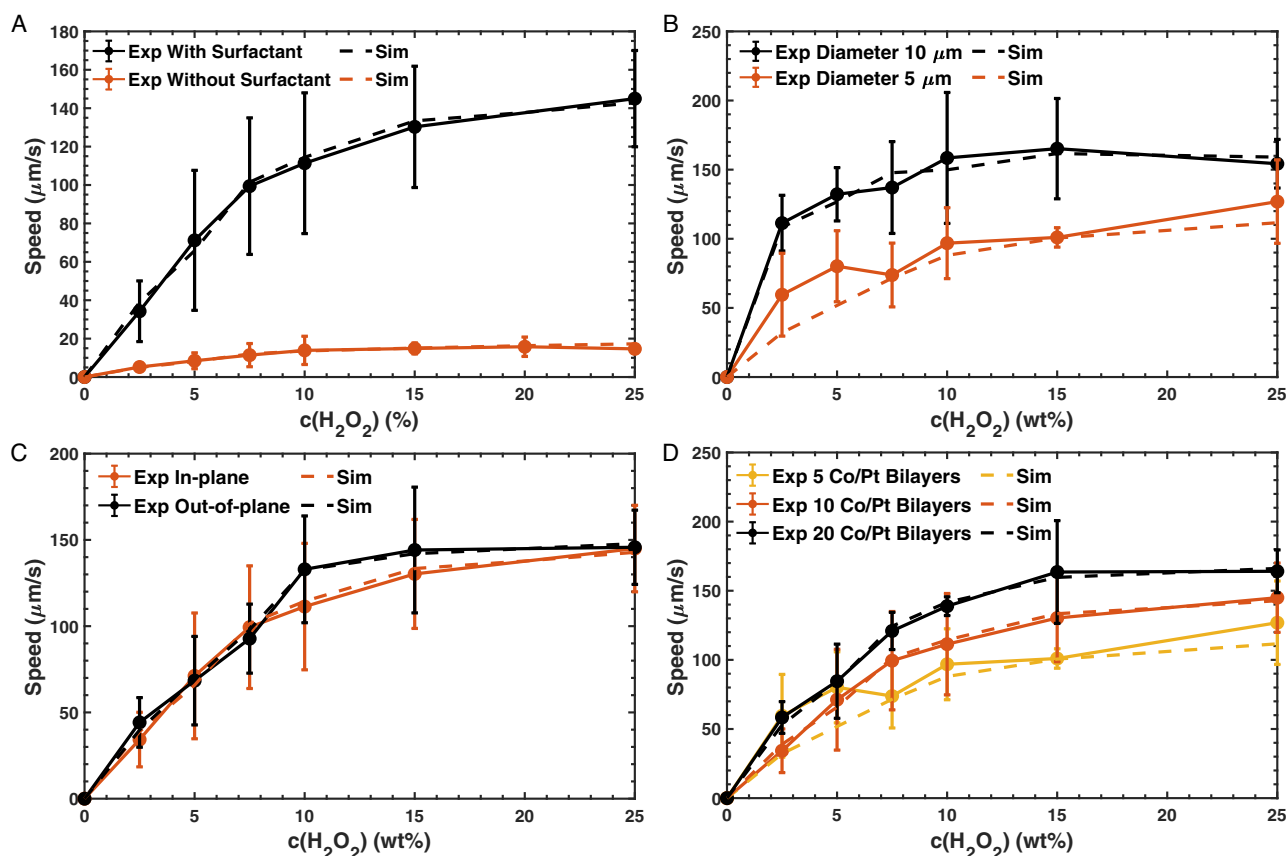 A
Exp With Surfactant Sim
Exp Without Surfactant Sim
Speed (μm/s)
180
160
140
120
100
80
60
40
20
0
0 5 10 15 20 25
c(H₂O₂) (%)
B
Exp Diameter 10 μm Sim
Exp Diameter 5 μm Sim
Speed (μm/s)
250
200
150
100
50
0
0 5 10 15 20 25
c(H₂O₂) (wt%)
C
Exp In-plane Sim
Exp Out-of-plane Sim
Speed (μm/s)
200
150
100
50
0
0 5 10 15 20 25
c(H₂O₂) (wt%)
D
Exp 5 Co/Pt Bilayers Sim
Exp 10 Co/Pt Bilayers Sim
Exp 20 Co/Pt Bilayers Sim
Speed (μm/s)
250
200
150
100
50
0
0 5 10 15 20 25
c(H₂O₂) (wt%)